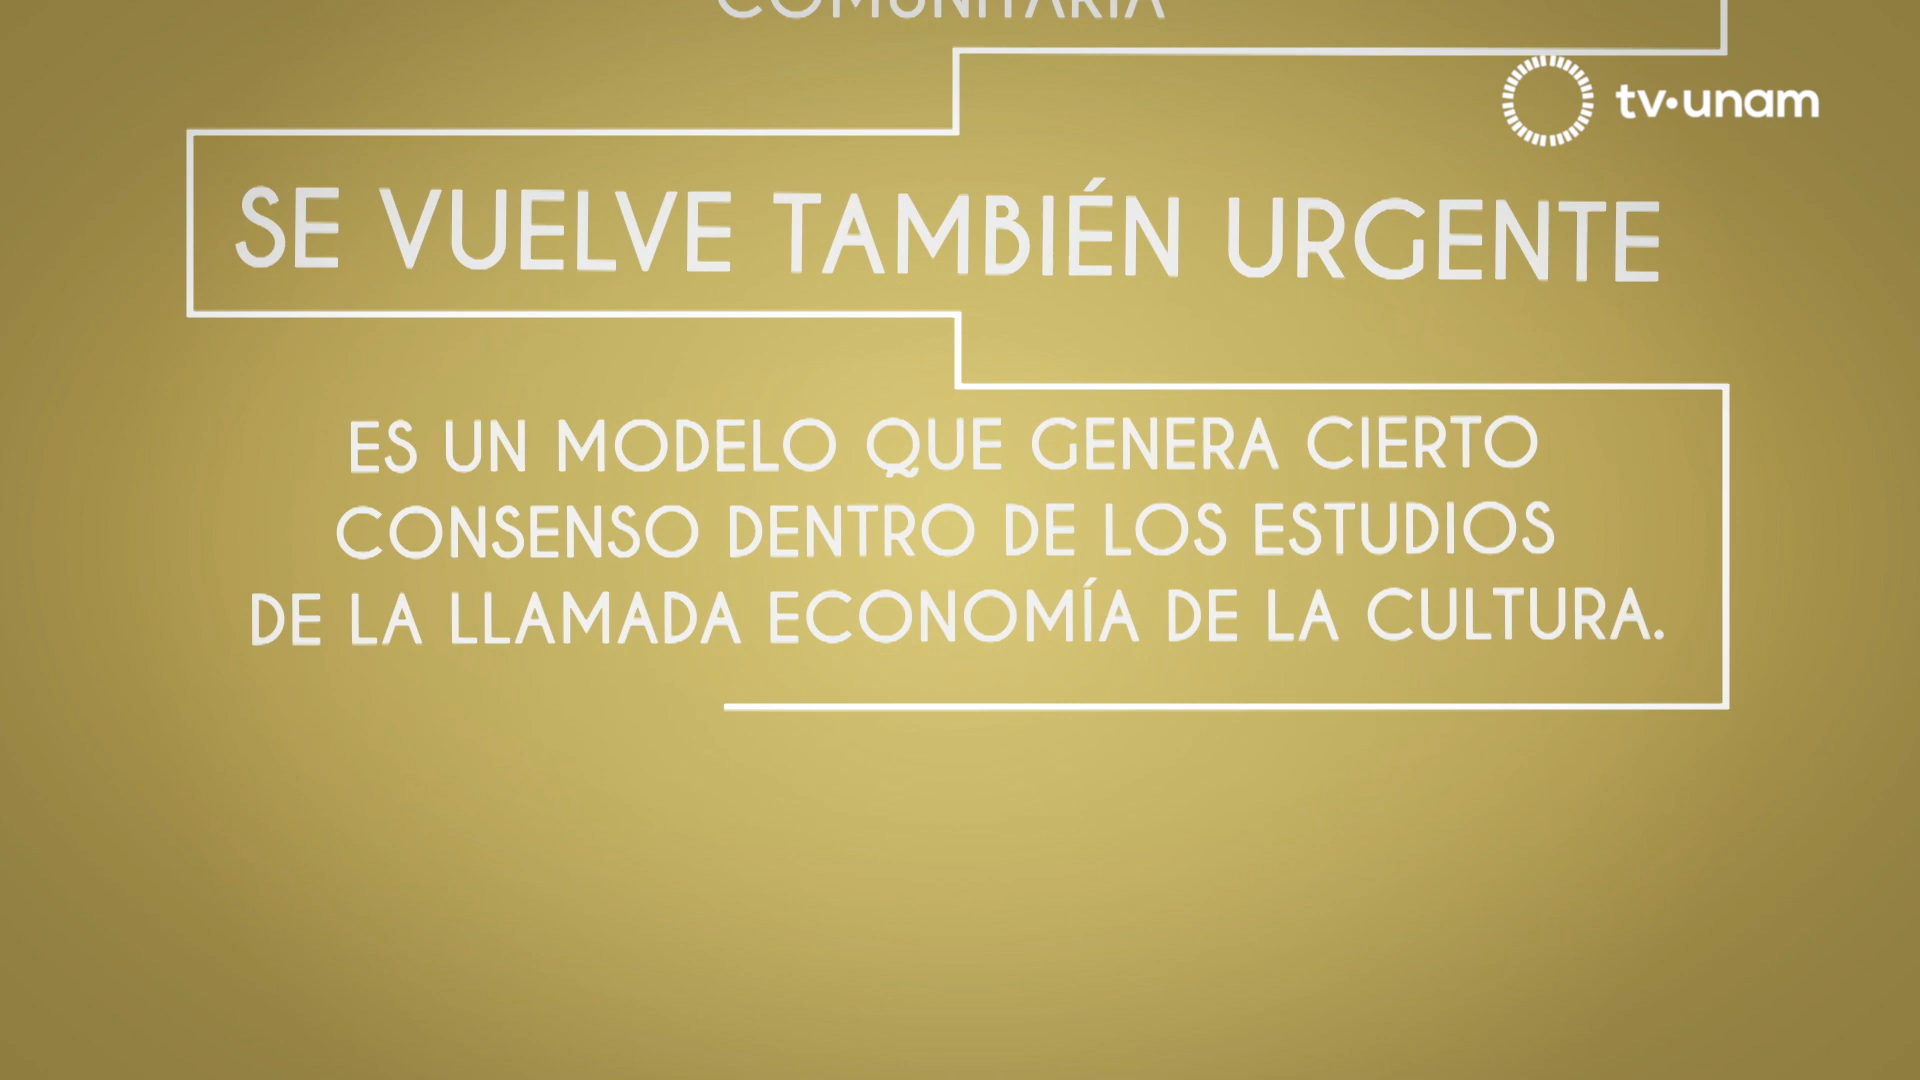 COMUNITARIA
tv·unam
SE VUELVE TAMBIÉN URGENTE
ES UN MODELO QUE GENERA CIERTO
CONSENSO DENTRO DE LOS ESTUDIOS
DE LA LLAMADA ECONOMÍA DE LA CULTURA.